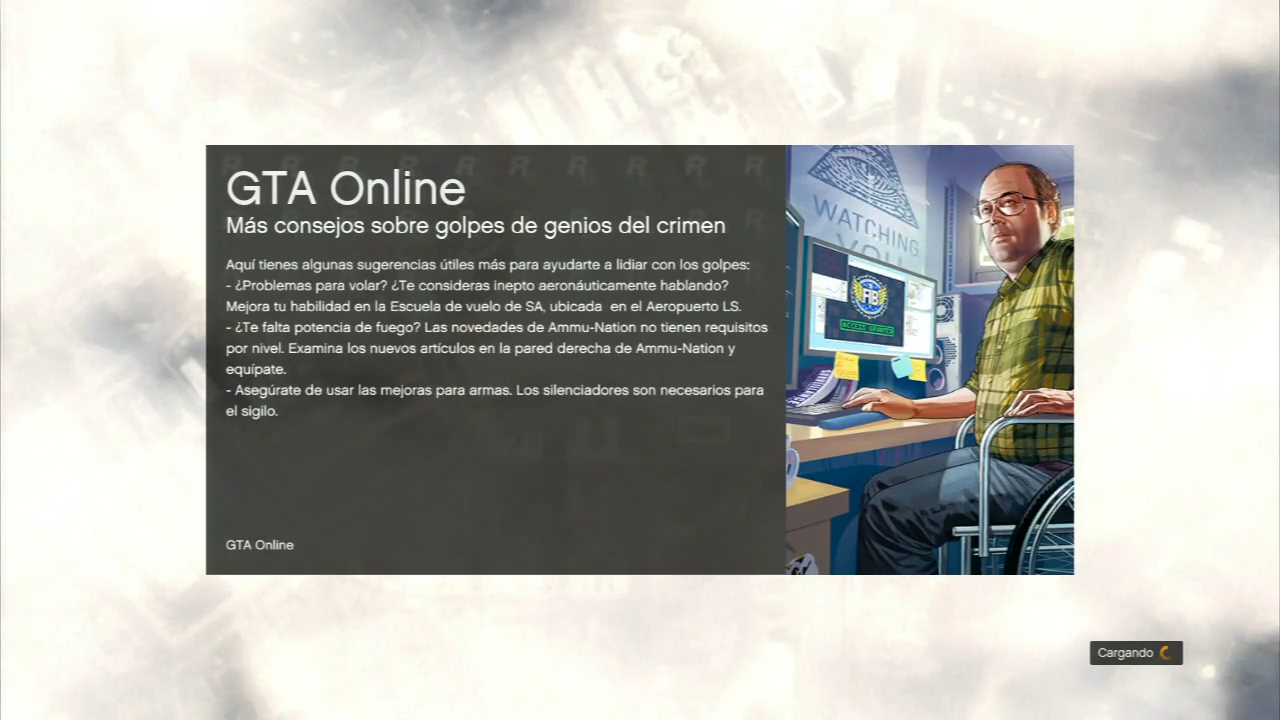 GTA Online
Más consejos sobre golpes de genios del crimen
Aquí tienes algunas sugerencias útiles más para ayudarte a lidiar con los golpes:
- ¿Problemas para volar? ¿Te consideras inepto aeronáuticamente hablando?
Mejora tu habilidad en la Escuela de vuelo de SA, ubicada  en el Aeropuerto LS.
- ¿Te falta potencia de fuego? Las novedades de Ammu-Nation no tienen requisitos
por nivel. Examina los nuevos artículos en la pared derecha de Ammu-Nation y
equípate.
- Asegúrate de usar las mejoras para armas. Los silenciadores son necesarios para
el sigilo.
GTA Online
WATCHING
YOU
FIB
ACCESS GRANTED
Cargando